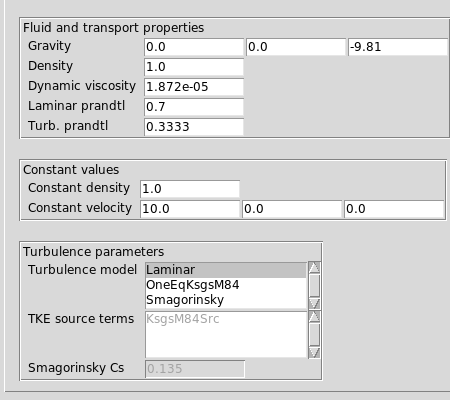 Fluid and transport properties
Gravity 0.0 0.0 -9.81
Density 1.0
Dynamic viscosity 1.872e-05
Laminar prandtl 0.7
Turb. prandtl 0.3333
Constant values
Constant density 1.0
Constant velocity 10.0 0.0 0.0
Turbulence parameters
Turbulence model Laminar
OneEqKsgsM84
Smagorinsky
TKE source terms KsgsM84Src
Smagorinsky Cs 0.135